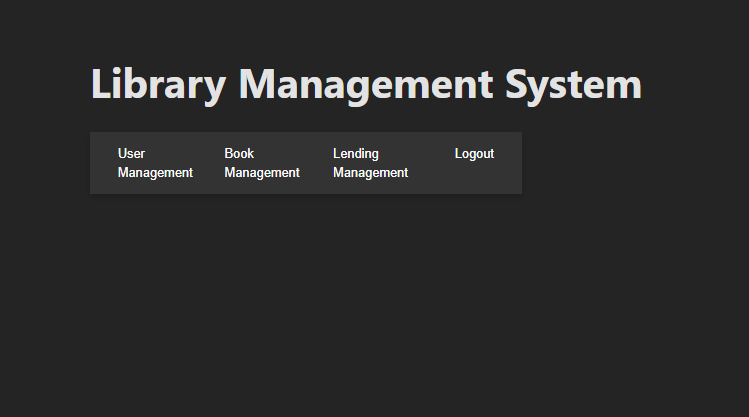 Library Management System
User Management
Book Management
Lending Management
Logout